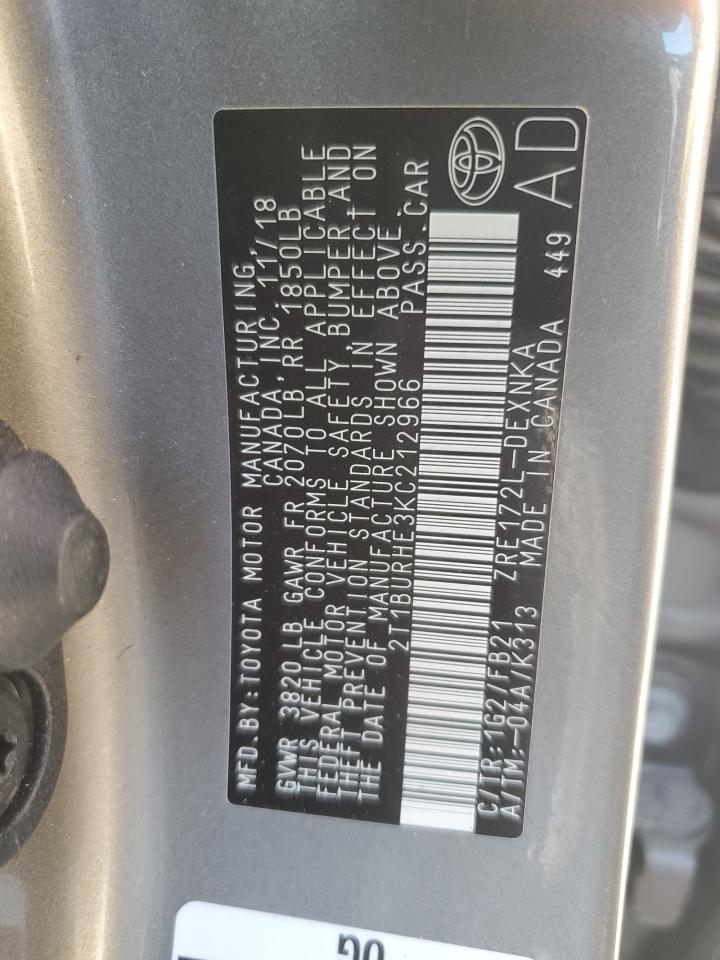 MFD.BY:TOYOTA MOTOR MANUFACTURING,
CANADA, INC. 11/18
GVWR 3820LB GAWR FR 2070LB, RR 1850LB
THIS VEHICLE CONFORMS TO ALL APPLICABLE
FEDERAL MOTOR VEHICLE SAFETY, BUMPER AND
THEFT PREVENTION STANDARDS IN EFFECT ON
THE DATE OF MANUFACTURE SHOWN ABOVE.
2T1BURHE3KC212966 PASS.CAR
C/TR:1G2/FB21 ZRE172L-DEXNKA 449
A/TM:-04A/K313 MADE IN CANADA
AD